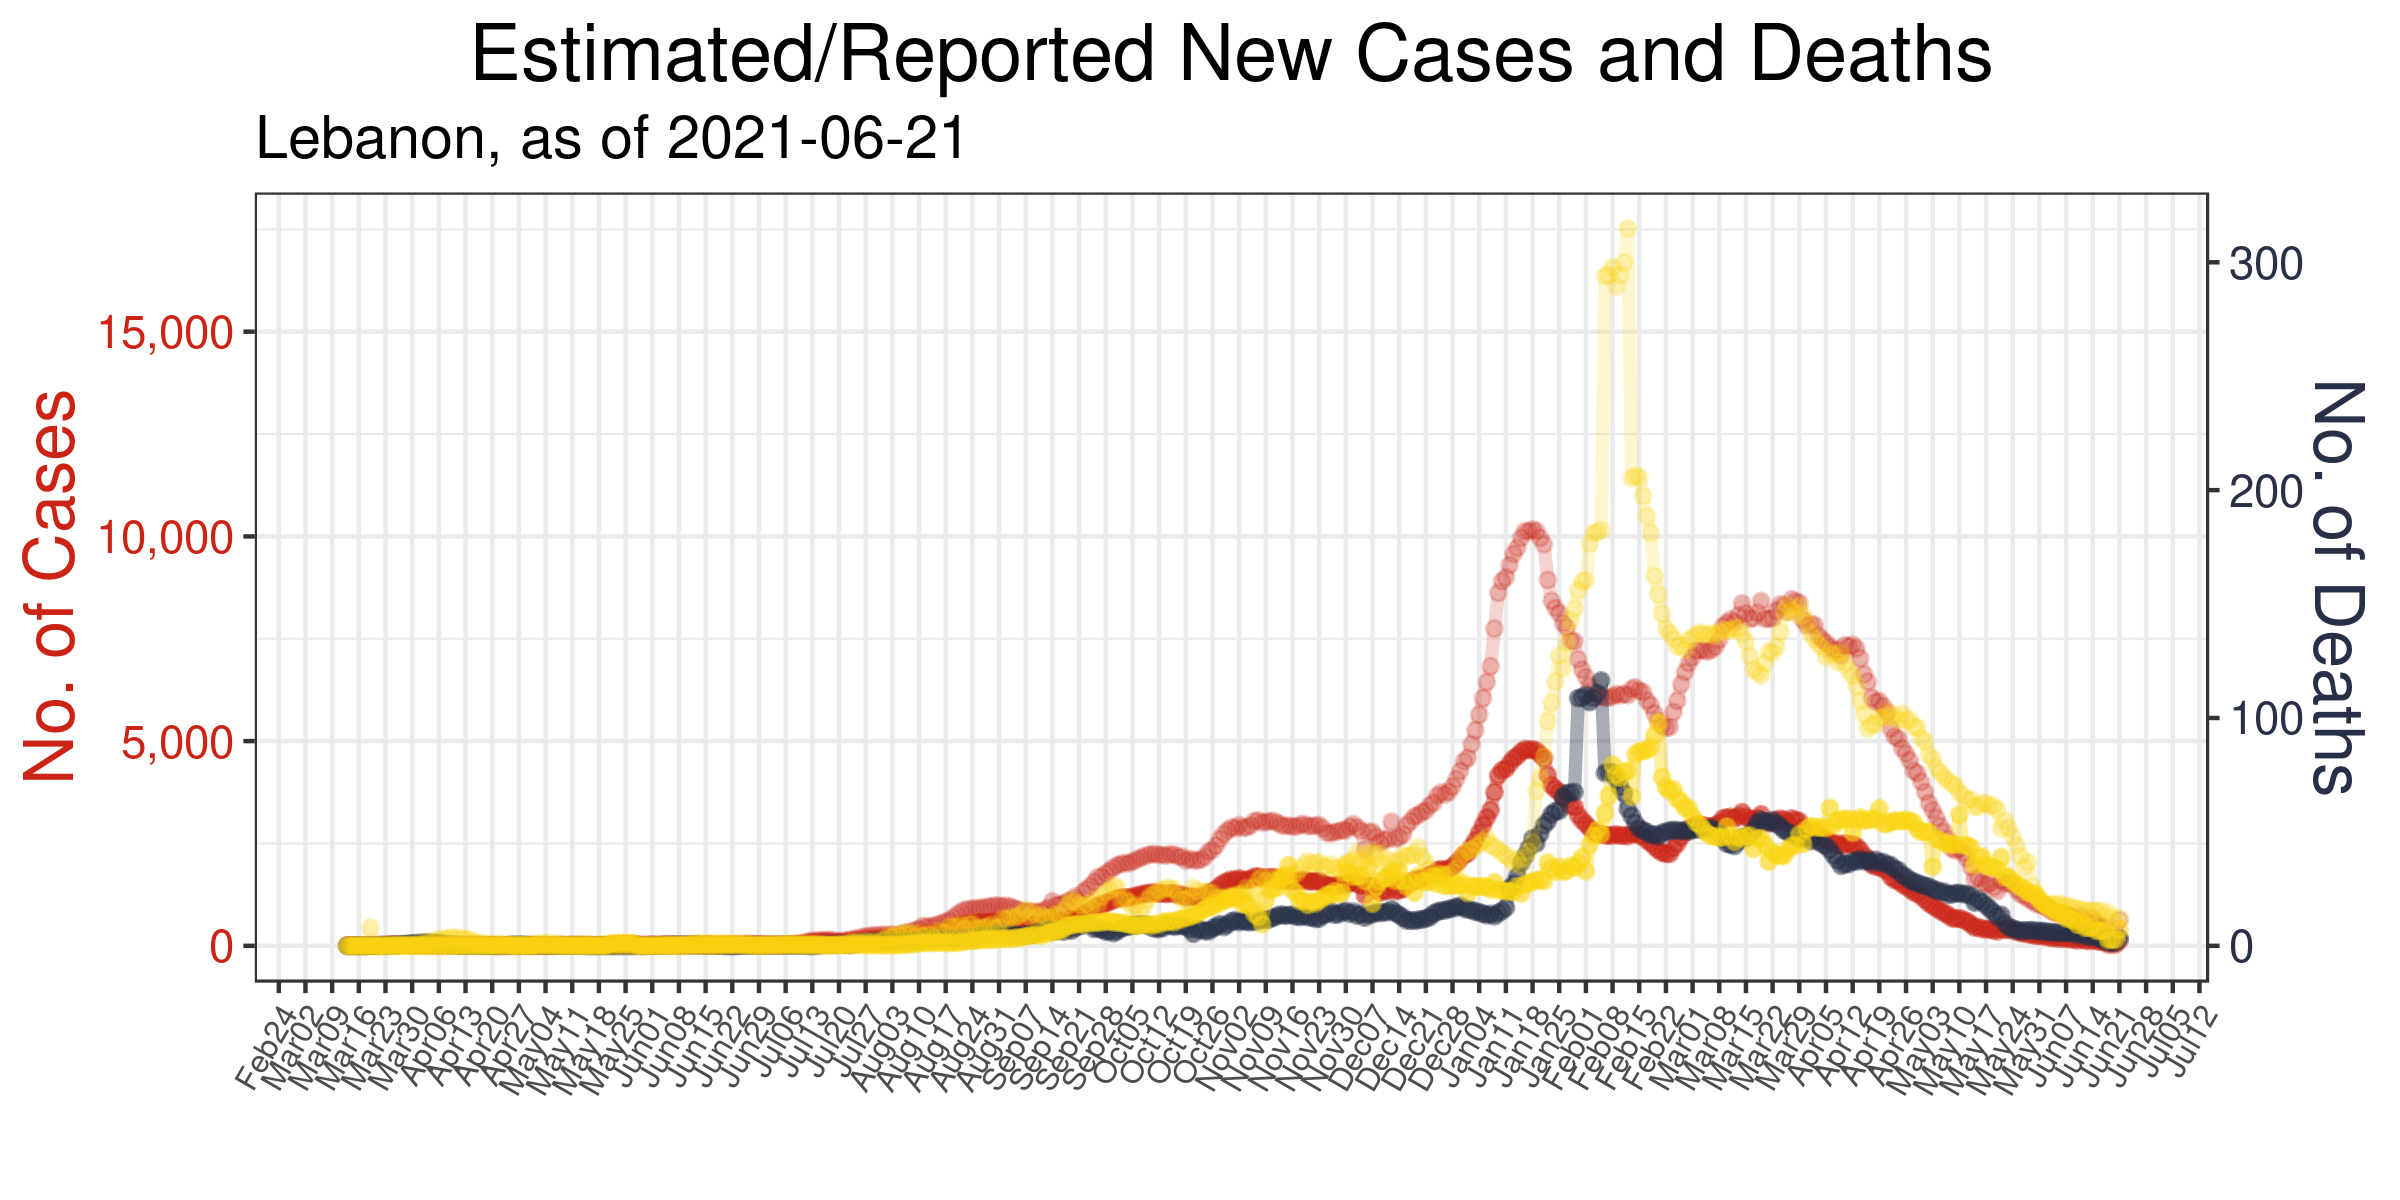 Estimated/Reported New Cases and Deaths
Lebanon, as of 2021-06-21
No. of Cases
15,000
10,000
5,000
0
300
200
100
0
No. of Deaths
Feb24
Mar02
Mar09
Mar16
Mar23
Mar30
Apr06
Apr13
Apr20
Apr27
May04
May11
May18
May25
Jun01
Jun08
Jun15
Jun22
Jun29
Jul06
Jul13
Jul20
Jul27
Aug03
Aug10
Aug17
Aug24
Aug31
Sep07
Sep14
Sep21
Sep28
Oct05
Oct12
Oct19
Oct26
Nov02
Nov09
Nov16
Nov23
Nov30
Dec07
Dec14
Dec21
Dec28
Jan04
Jan11
Jan18
Jan25
Feb01
Feb08
Feb15
Feb22
Mar01
Mar08
Mar15
Mar22
Mar29
Apr05
Apr12
Apr19
Apr26
May03
May10
May17
May24
May31
Jun07
Jun14
Jun21
Jun28
Jul05
Jul12